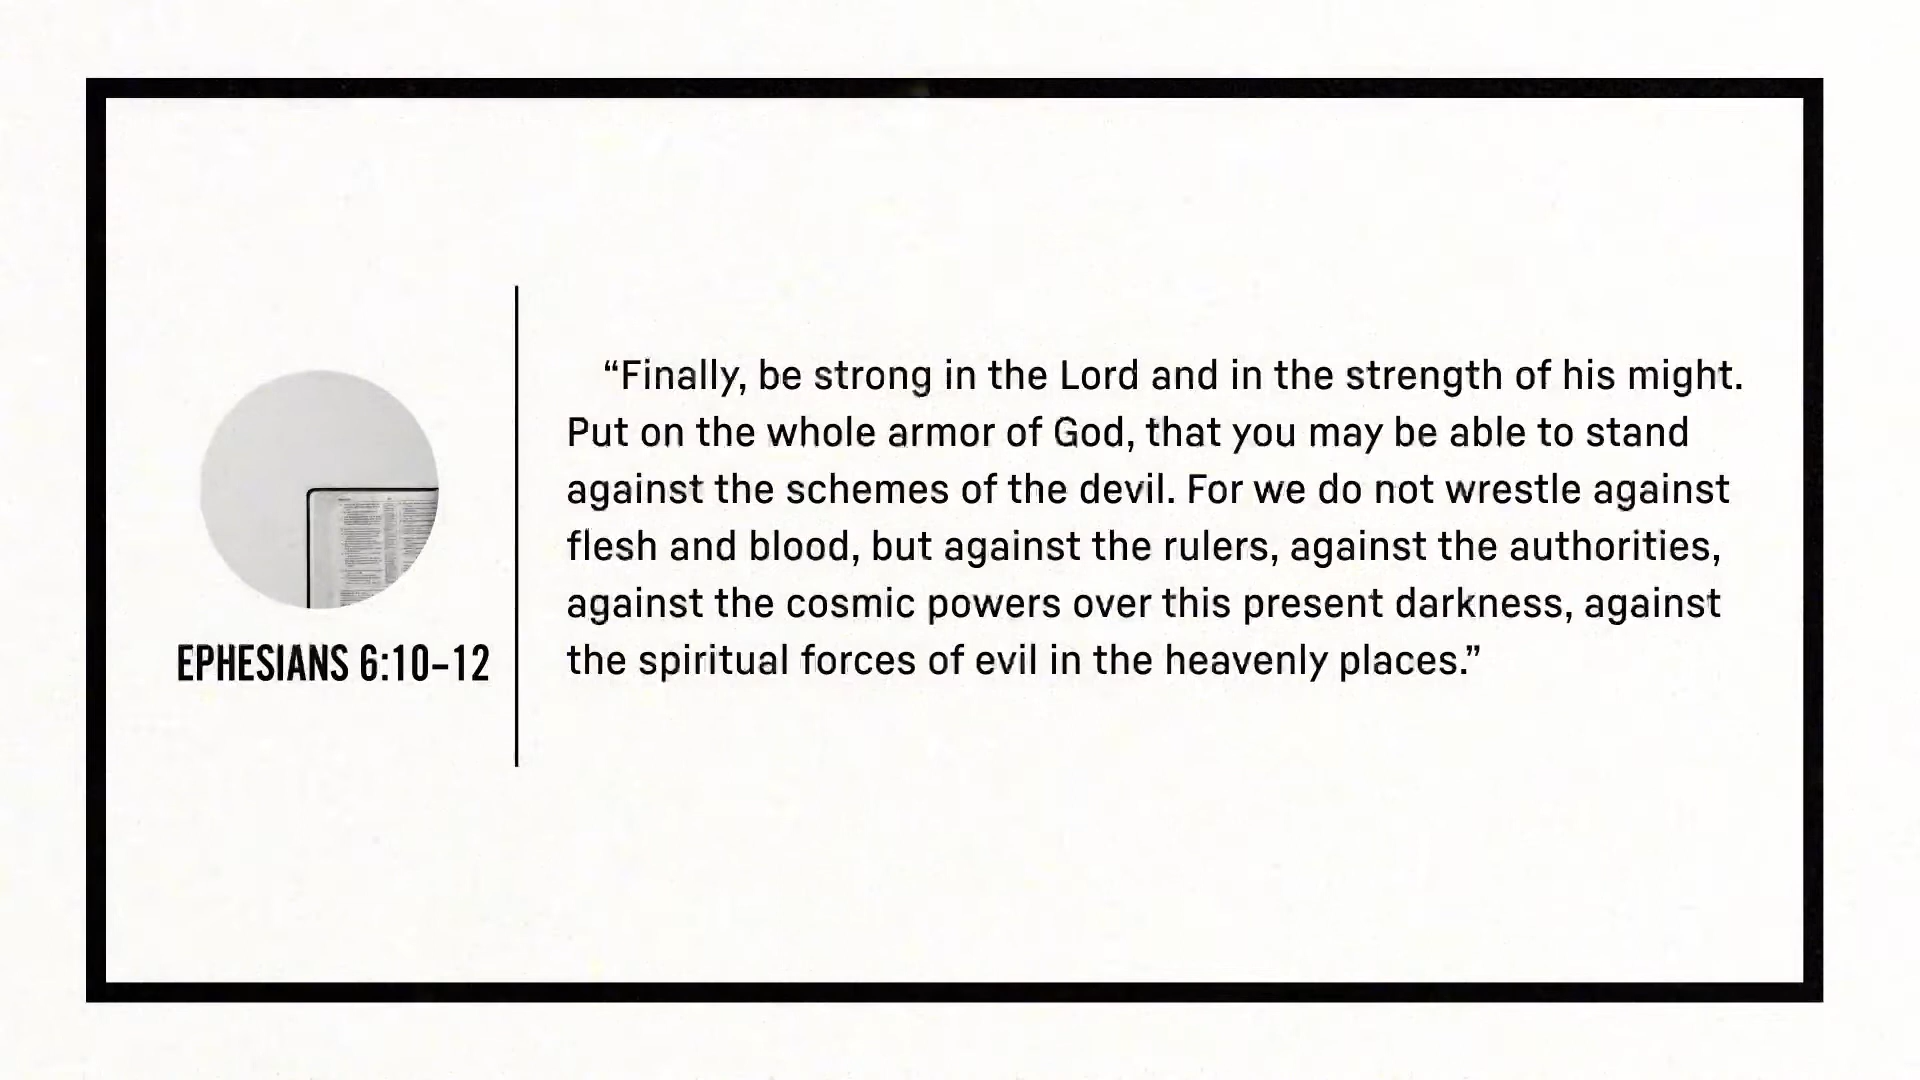 EPHESIANS 6:10–12
“Finally, be strong in the Lord and in the strength of his might.
Put on the whole armor of God, that you may be able to stand
against the schemes of the devil. For we do not wrestle against
flesh and blood, but against the rulers, against the authorities,
against the cosmic powers over this present darkness, against
the spiritual forces of evil in the heavenly places.”